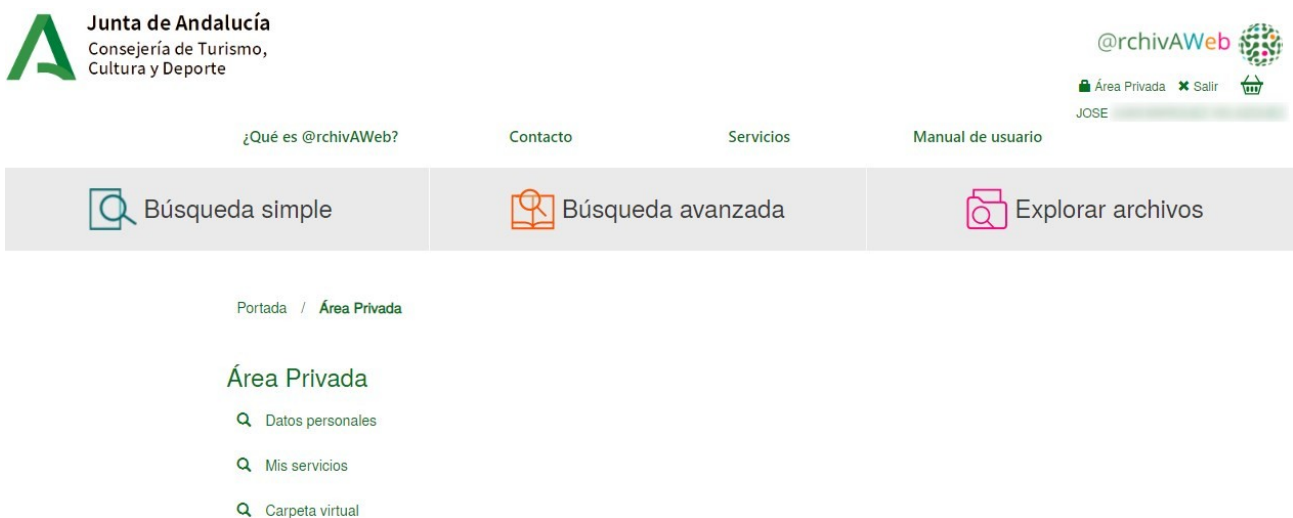 Junta de Andalucía
Consejería de Turismo,
Cultura y Deporte
@rchivAWeb
Área Privada Salir
JOSE
¿Qué es @rchivAWeb? Contacto Servicios Manual de usuario
Búsqueda simple Búsqueda avanzada Explorar archivos
Portada / Área Privada
Área Privada
Datos personales
Mis servicios
Carpeta virtual